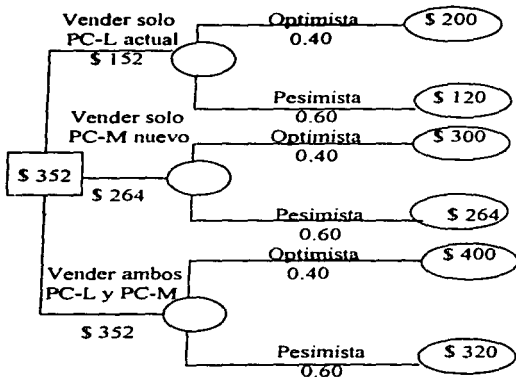 Vender solo
PC-L actual
$ 152
Optimista
0.40
$ 200
Pesimista
0.60
$ 120
Vender solo
PC-M nuevo
$ 264
Optimista
0.40
$ 300
Pesimista
0.60
$ 264
$ 352
Vender ambos
PC-L y PC-M
$ 352
Optimista
0.40
$ 400
Pesimista
0.60
$ 320